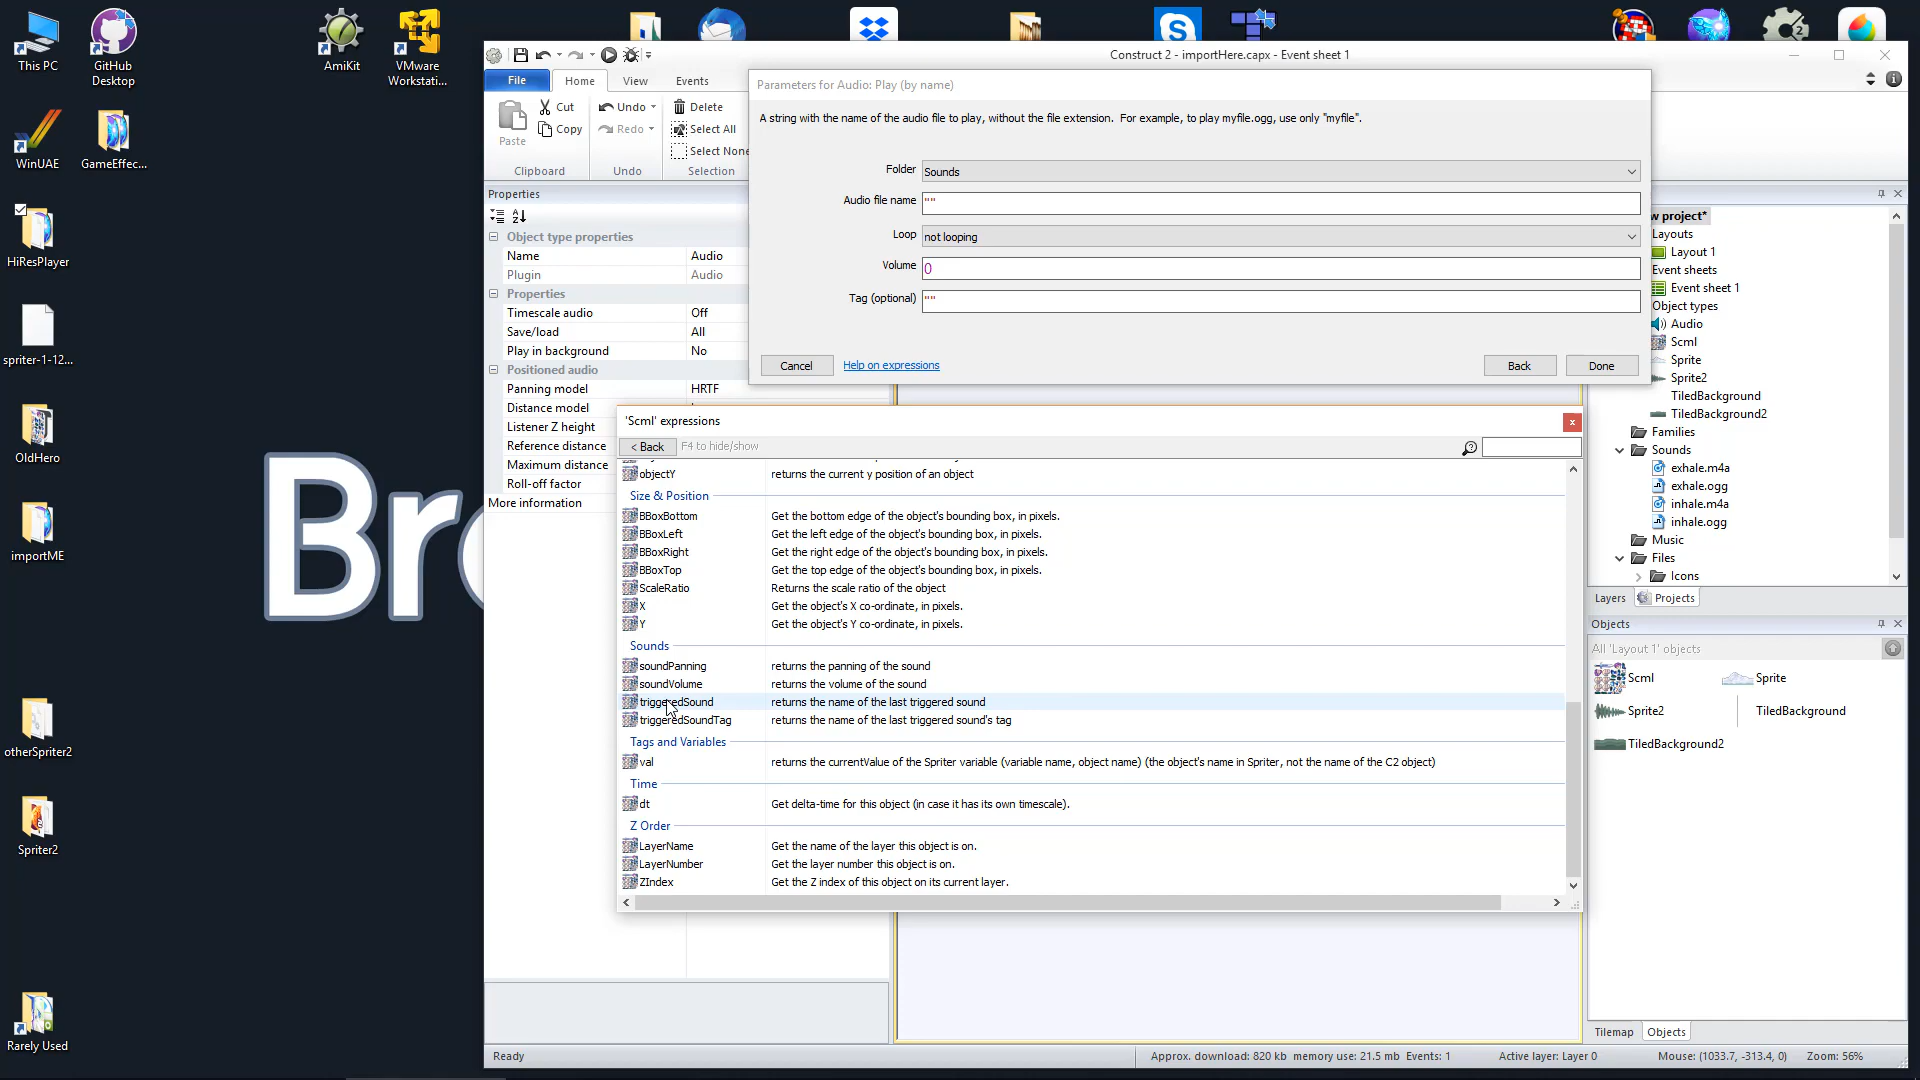 This PC
GitHub
Desktop
AmiKit
VMware
Workstati...
WinUAE
GameEffec...
HiResPlayer
spriter-1-12...
OldHero
importME
otherSpriter2
Spriter2
Rarely Used
Br
Construct 2 - importHere.capx - Event sheet 1
File
Home
View
Events
Paste
Cut
Copy
Clipboard
Undo
Redo
Undo
Delete
Select All
Select None
Selection
Properties
Object type properties
Name Audio
Plugin Audio
Properties
Timescale audio Off
Save/load All
Play in background No
Positioned audio
Panning model HRTF
Distance model
Listener Z height
Reference distance
Maximum distance
Roll-off factor
More information
Parameters for Audio: Play (by name)
A string with the name of the audio file to play, without the file extension. For example, to play myfile.ogg, use only "myfile".
Folder Sounds
Audio file name ""
Loop not looping
Volume 0
Tag (optional) ""
Cancel
Help on expressions
Back
Done
'Scml' expressions
x
< Back
F4 to hide/show
objectY returns the current y position of an object
Size & Position
BBoxBottom Get the bottom edge of the object's bounding box, in pixels.
BBoxLeft Get the left edge of the object's bounding box, in pixels.
BBoxRight Get the right edge of the object's bounding box, in pixels.
BBoxTop Get the top edge of the object's bounding box, in pixels.
ScaleRatio Returns the scale ratio of the object
X Get the object's X co-ordinate, in pixels.
Y Get the object's Y co-ordinate, in pixels.
Sounds
soundPanning returns the panning of the sound
soundVolume returns the volume of the sound
triggeredSound returns the name of the last triggered sound
triggeredSoundTag returns the name of the last triggered sound's tag
Tags and Variables
val returns the currentValue of the Spriter variable (variable name, object name) (the object's name in Spriter, not the name of the C2 object)
Time
dt Get delta-time for this object (in case it has its own timescale).
Z Order
LayerName Get the name of the layer this object is on.
LayerNumber Get the layer number this object is on.
ZIndex Get the Z index of this object on its current layer.
w project*
Layouts
Layout 1
Event sheets
Event sheet 1
Object types
Audio
Scml
Sprite
Sprite2
TiledBackground
TiledBackground2
Families
Sounds
exhale.m4a
exhale.ogg
inhale.m4a
inhale.ogg
Music
Files
Icons
Layers
Projects
Objects
All 'Layout 1' objects
Scml
Sprite
Sprite2
TiledBackground
TiledBackground2
Tilemap
Objects
Ready
Approx. download: 820 kb memory use: 21.5 mb Events: 1
Active layer: Layer 0
Mouse: (1033.7, -313.4, 0)
Zoom: 56%